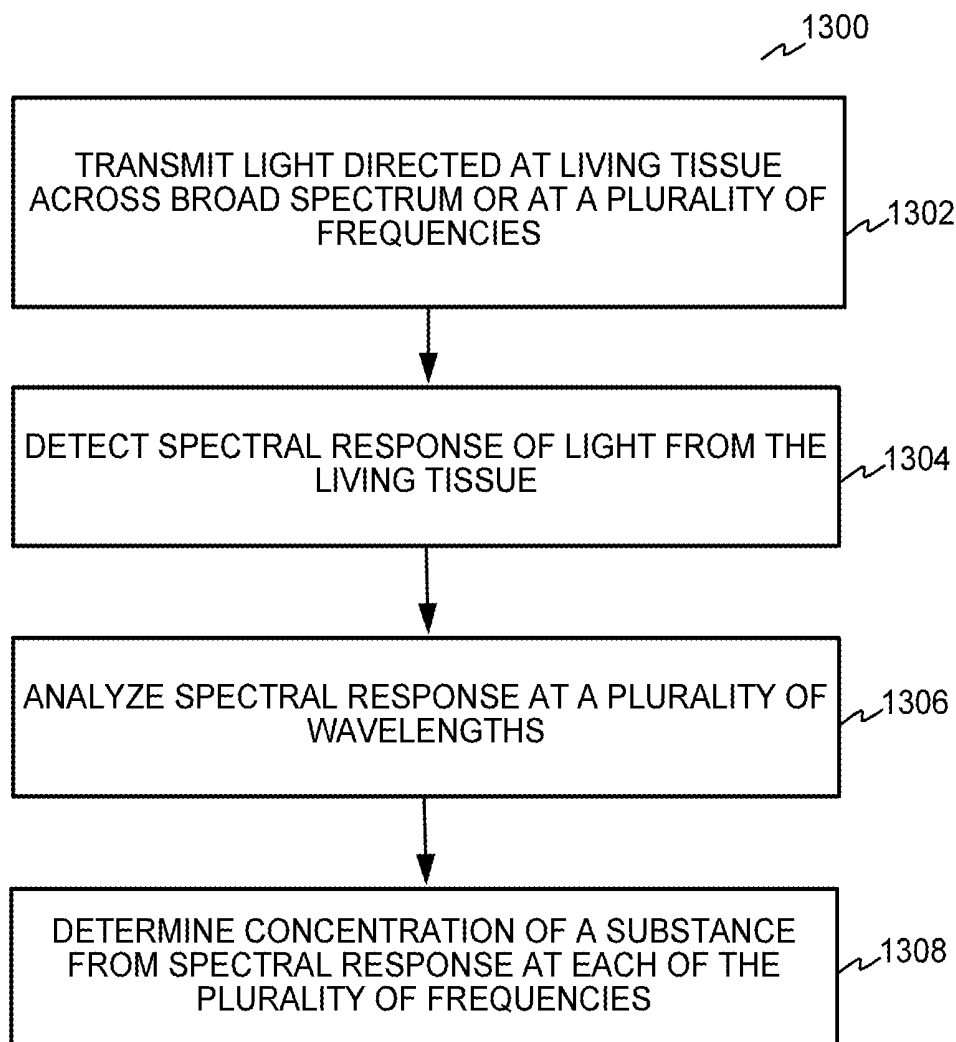 1300
TRANSMIT LIGHT DIRECTED AT LIVING TISSUE
ACROSS BROAD SPECTRUM OR AT A PLURALITY OF
FREQUENCIES
1302
DETECT SPECTRAL RESPONSE OF LIGHT FROM THE
LIVING TISSUE
1304
ANALYZE SPECTRAL RESPONSE AT A PLURALITY OF
WAVELENGTHS
1306
DETERMINE CONCENTRATION OF A SUBSTANCE
FROM SPECTRAL RESPONSE AT EACH OF THE
PLURALITY OF FREQUENCIES
1308